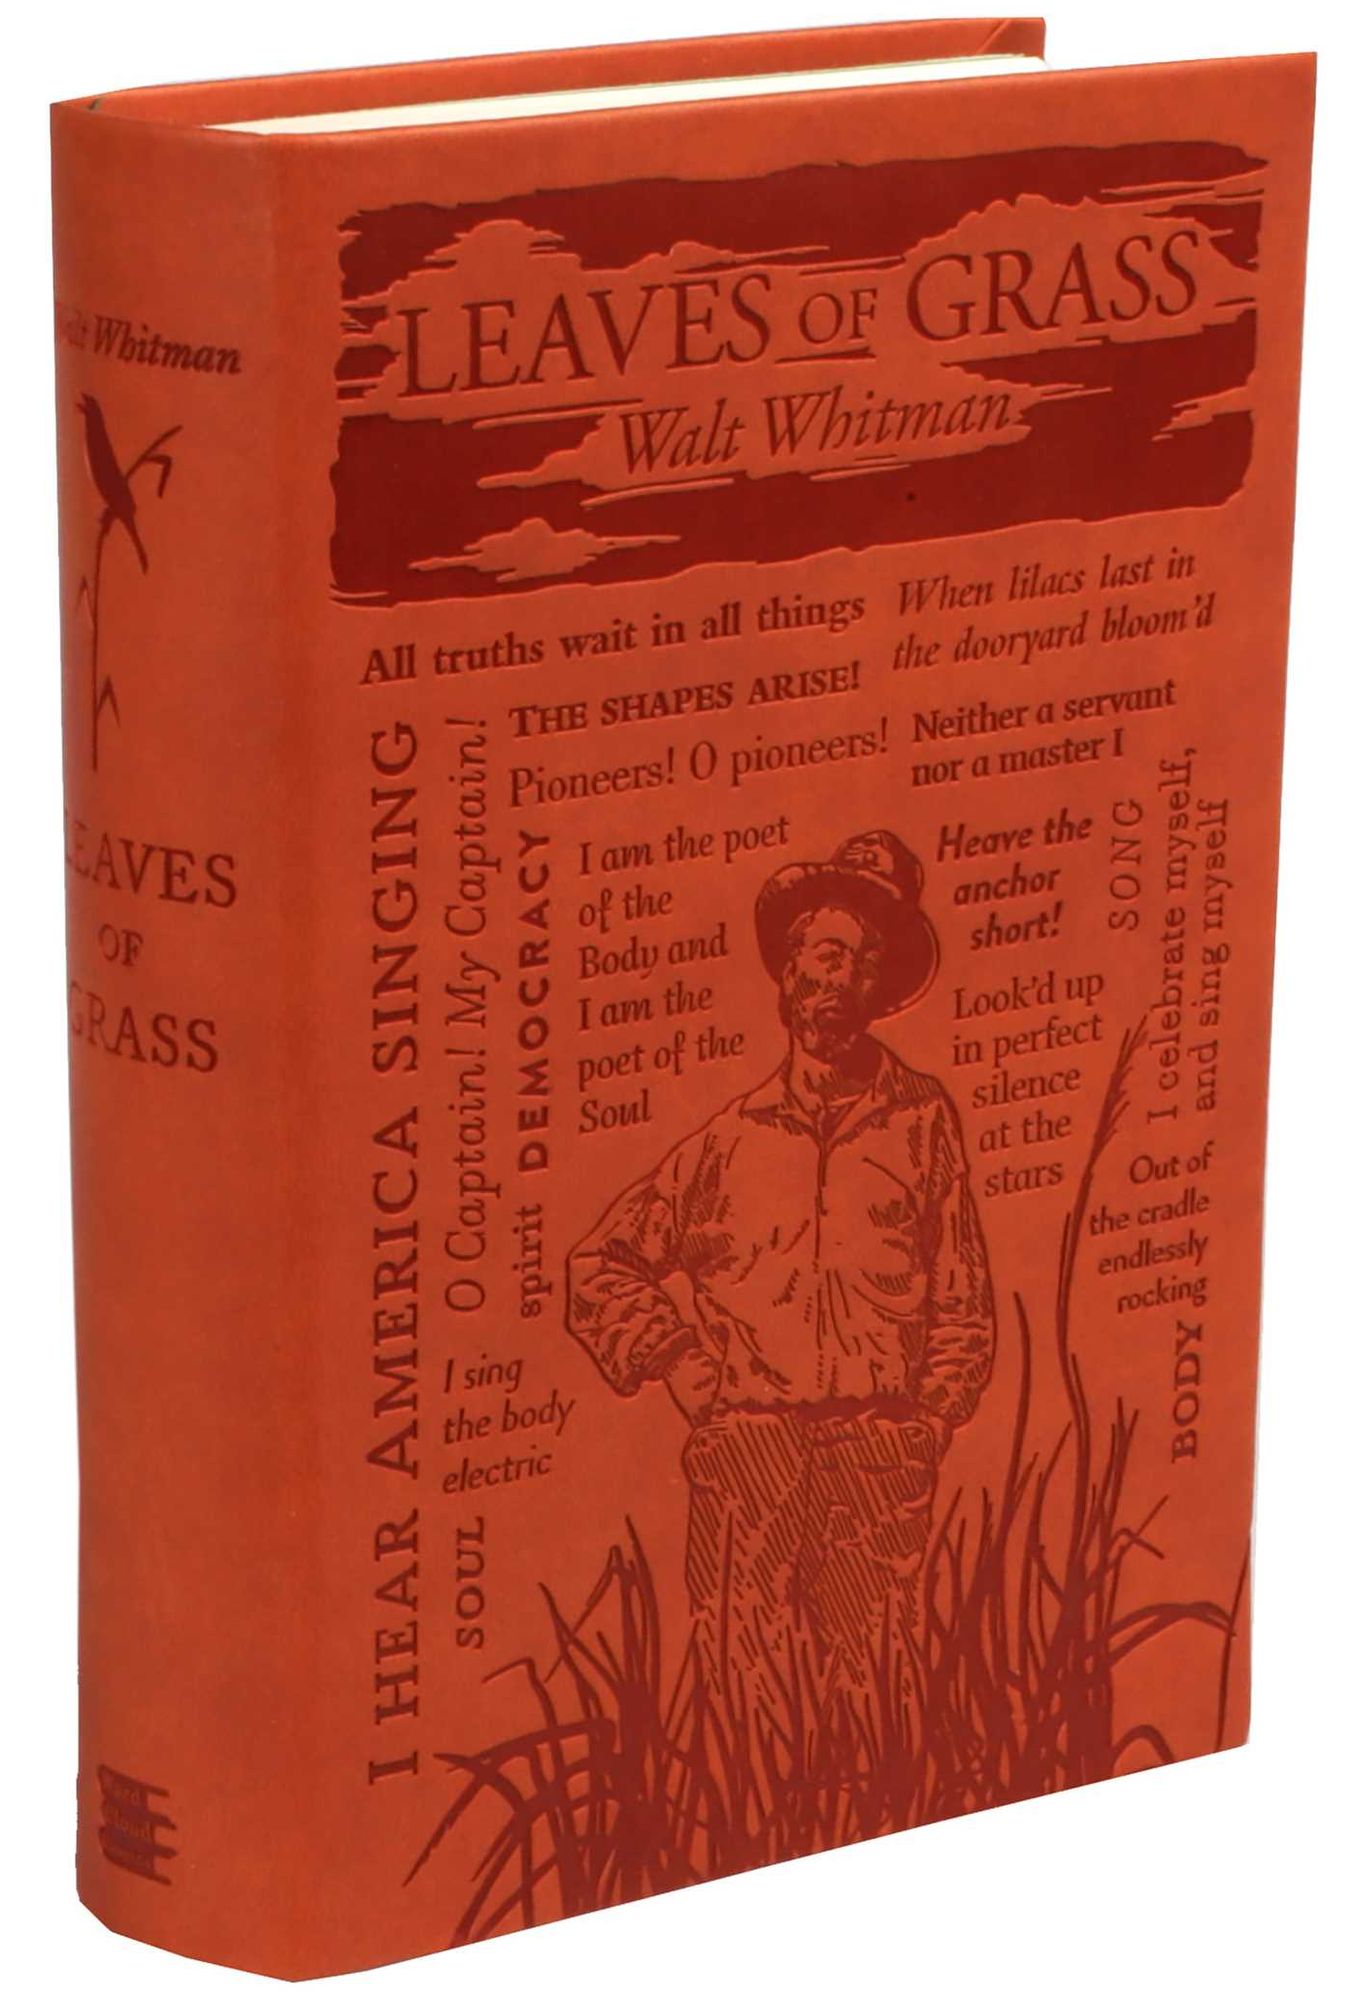 Whitman
LEAVES
OF
GRASS
Word
Cloud
LEAVES OF GRASS
Walt Whitman
All truths wait in all things
When lilacs last in
the dooryard bloom'd
THE SHAPES ARISE!
Pioneers! O pioneers!
Neither a servant
nor a master I
I HEAR AMERICA SINGING
O Captain! My Captain!
spirit DEMOCRACY
I am the poet
of the
Body and
I am the
poet of the
Soul
Heave the
anchor
short!
SONG
I celebrate myself,
and sing myself
Look'd up
in perfect
silence
at the
stars
Out of
the cradle
endlessly
rocking
BODY
I sing
the body
electric
SOUL